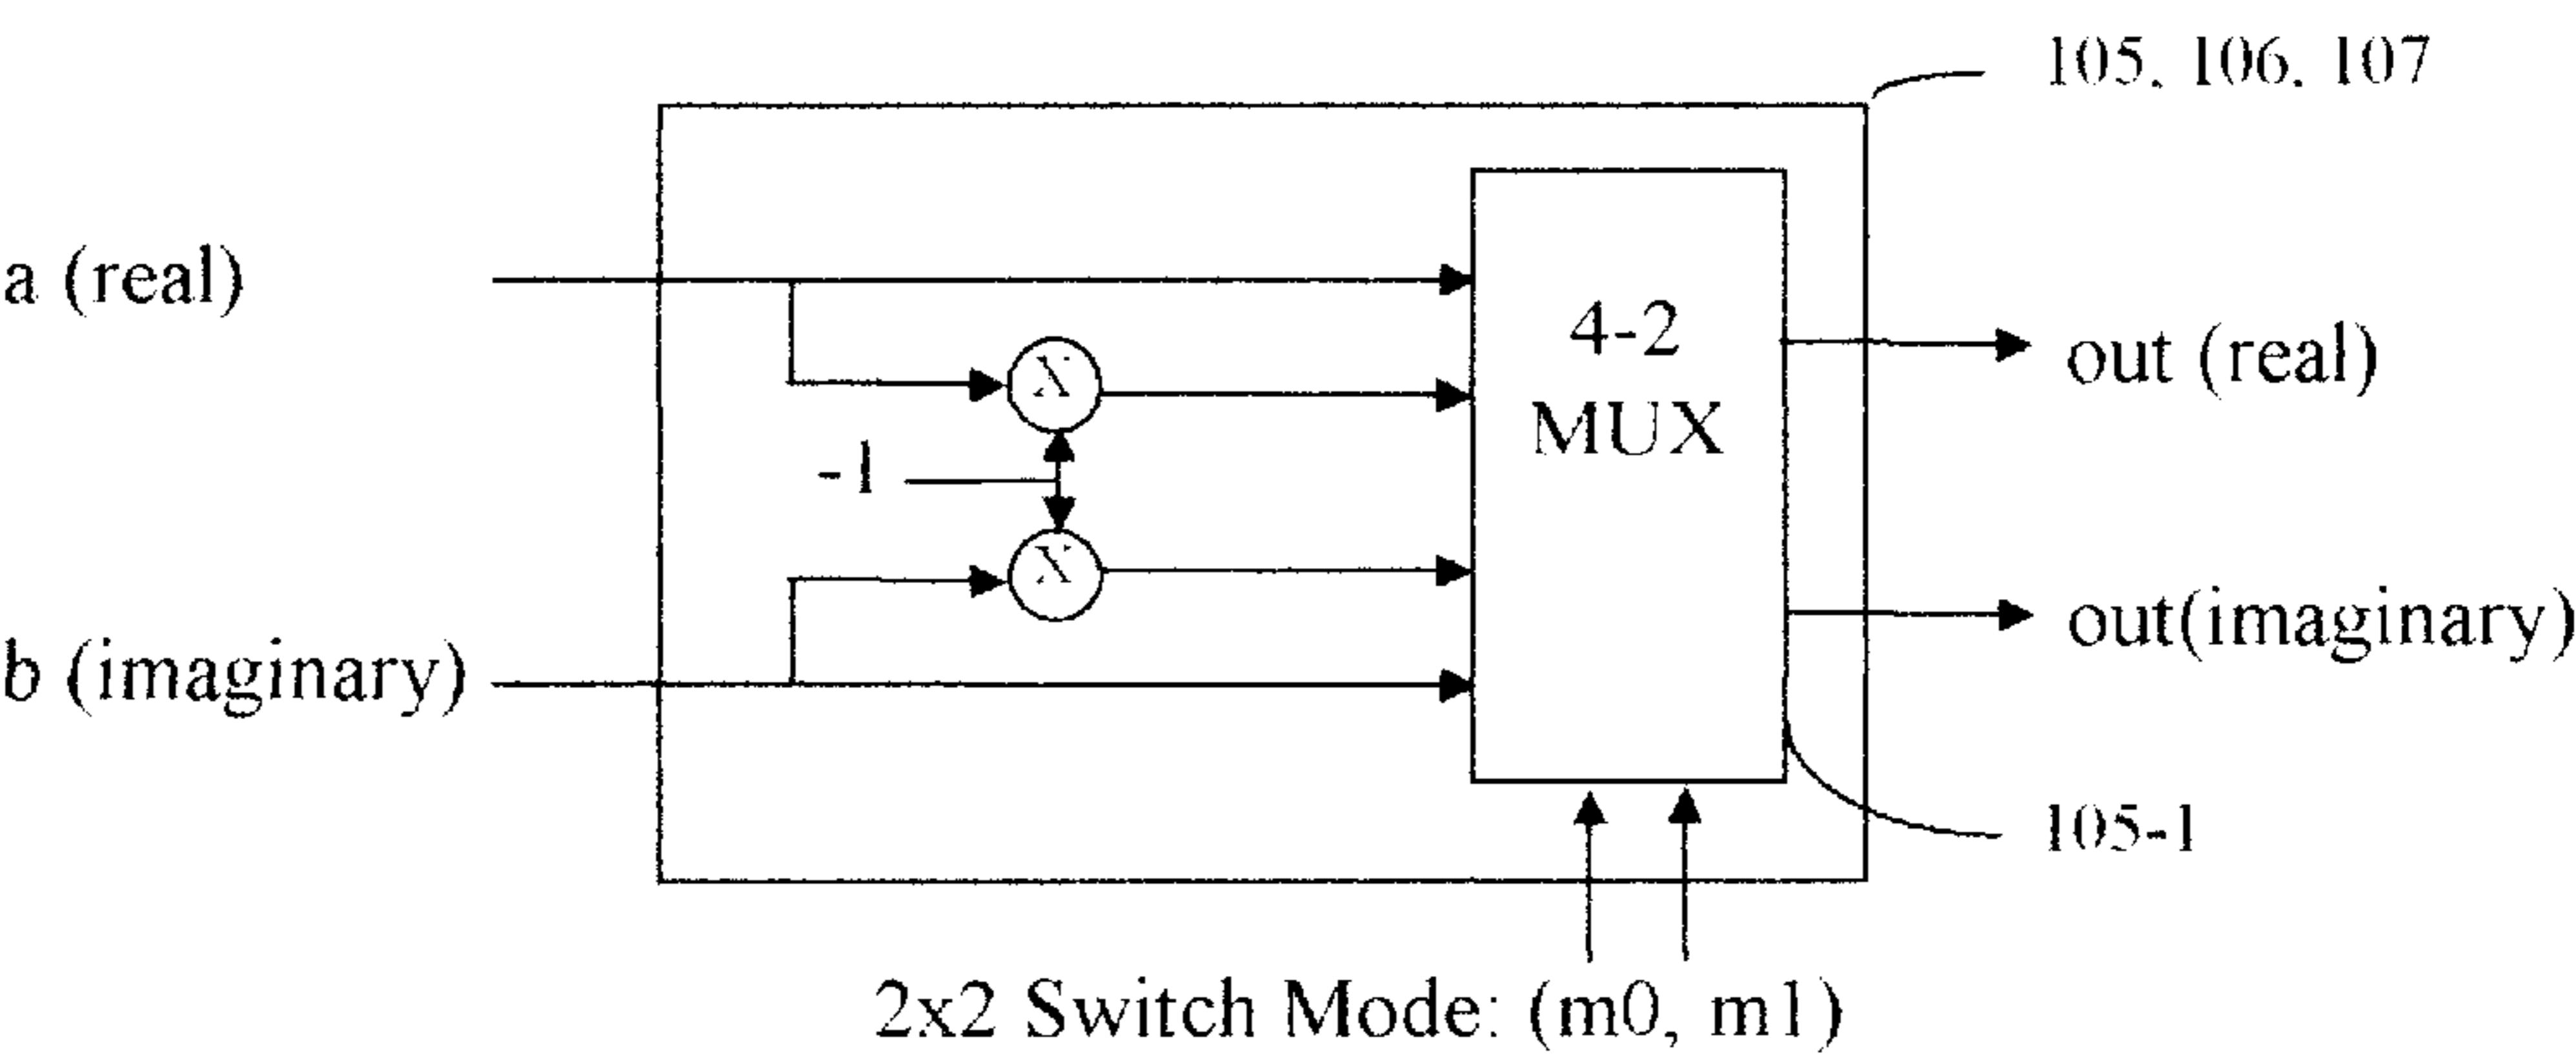 105, 106, 107
a (real)
4-2
MUX
X
out (real)
-1
X
out(imaginary)
b (imaginary)
105-1
2x2 Switch Mode: (m0, m1)